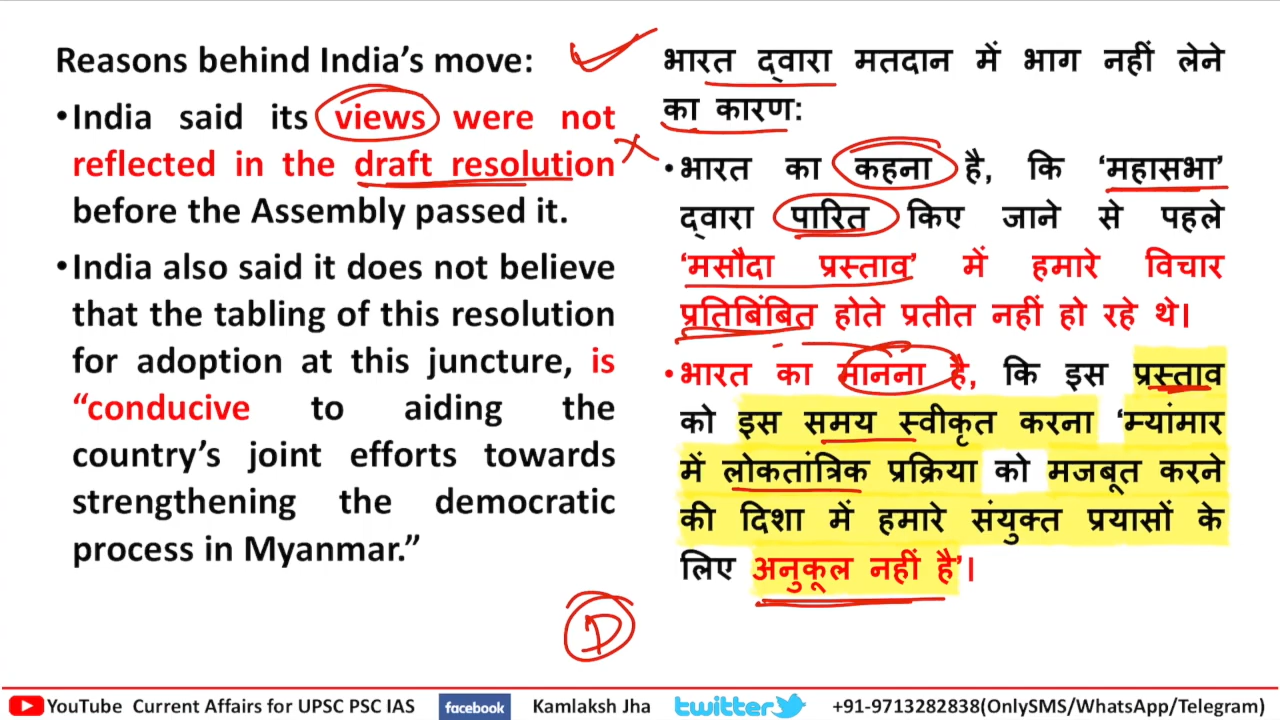 Reasons behind India's move:
•India said its views were not
reflected in the draft resolution
before the Assembly passed it.
•India also said it does not believe
that the tabling of this resolution
for adoption at this juncture, is
“conducive to aiding the
country's joint efforts towards
strengthening the democratic
process in Myanmar.”
D
भारत द्वारा मतदान में भाग नहीं लेने
का कारण:
•भारत का कहना है, कि ‘महासभा’
द्वारा पारित किए जाने से पहले
‘मसौदा प्रस्ताव’ में हमारे विचार
प्रतिबिंबित होते प्रतीत नहीं हो रहे थे।
•भारत का मानना है, कि इस प्रस्ताव
को इस समय स्वीकृत करना ‘म्यांमार
में लोकतांत्रिक प्रक्रिया को मजबूत करने
की दिशा में हमारे संयुक्त प्रयासों के
लिए अनुकूल नहीं है’।
YouTube Current Affairs for UPSC PSC IAS facebook Kamlaksh Jha twitter +91-9713282838(OnlySMS/WhatsApp/Telegram)